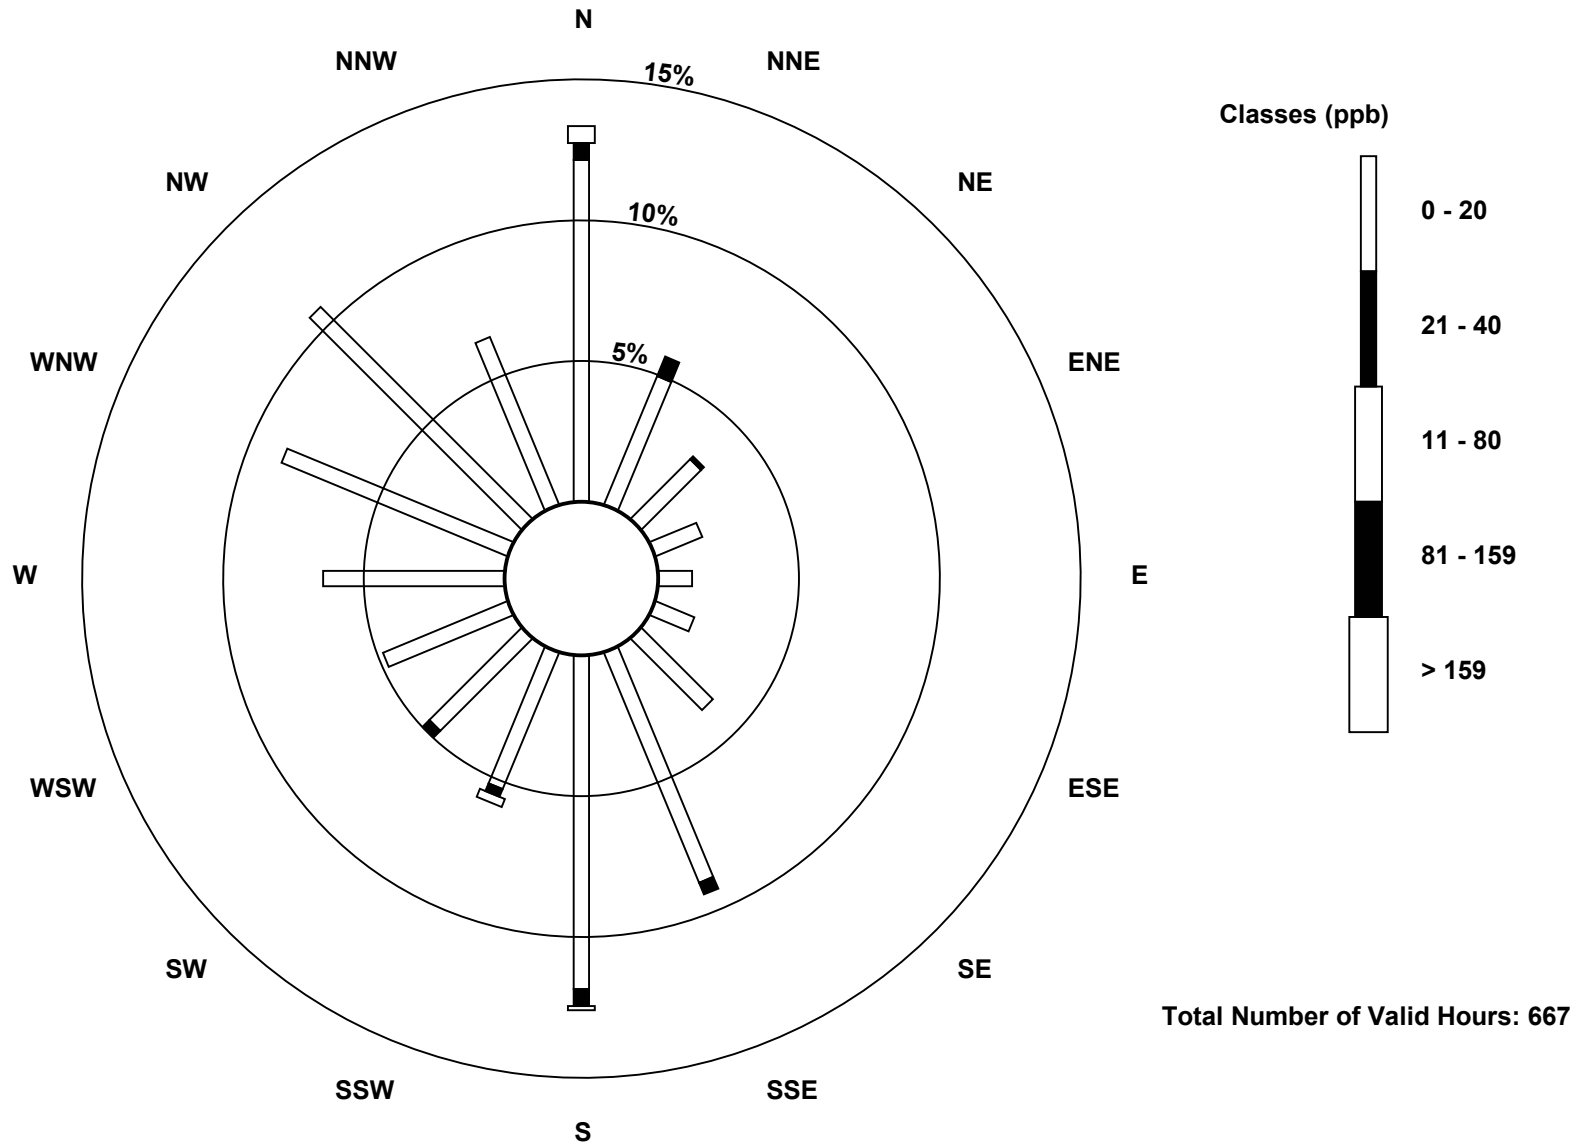 N
NNW
NNE
15%
Classes (ppb)
NW
NE
0 - 20
10%
21 - 40
5%
WNW
ENE
11 - 80
81 - 159
W
E
> 159
WSW
ESE
SW
SE
Total Number of Valid Hours: 667
SSW
SSE
S